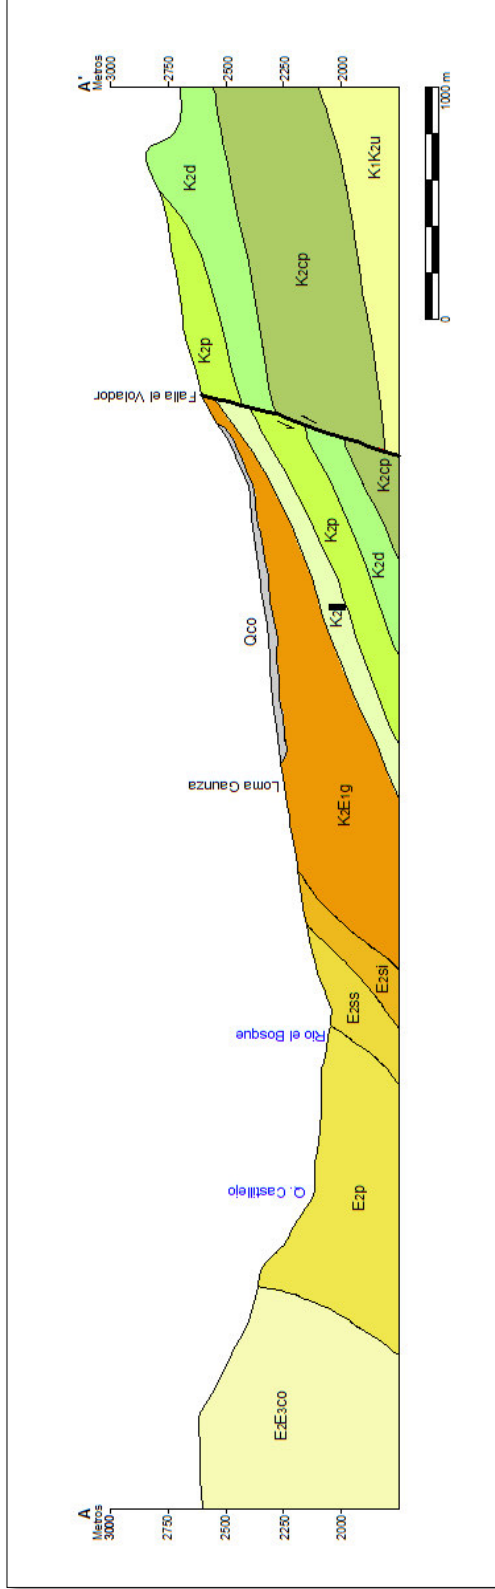 A
Metros
3000
2750
2500
2250
2000
A'
Metros
3000
2750
2500
2250
2000
E2E3co
Q. Castillejo
E2p
Rio el Bosque
E2ss
E2si
Loma Gaunza
K2E1g
Qco
K2
K2p
K2d
K2cp
Falla el Volador
K2p
K2d
K2cp
K1K2u
0
1000 m